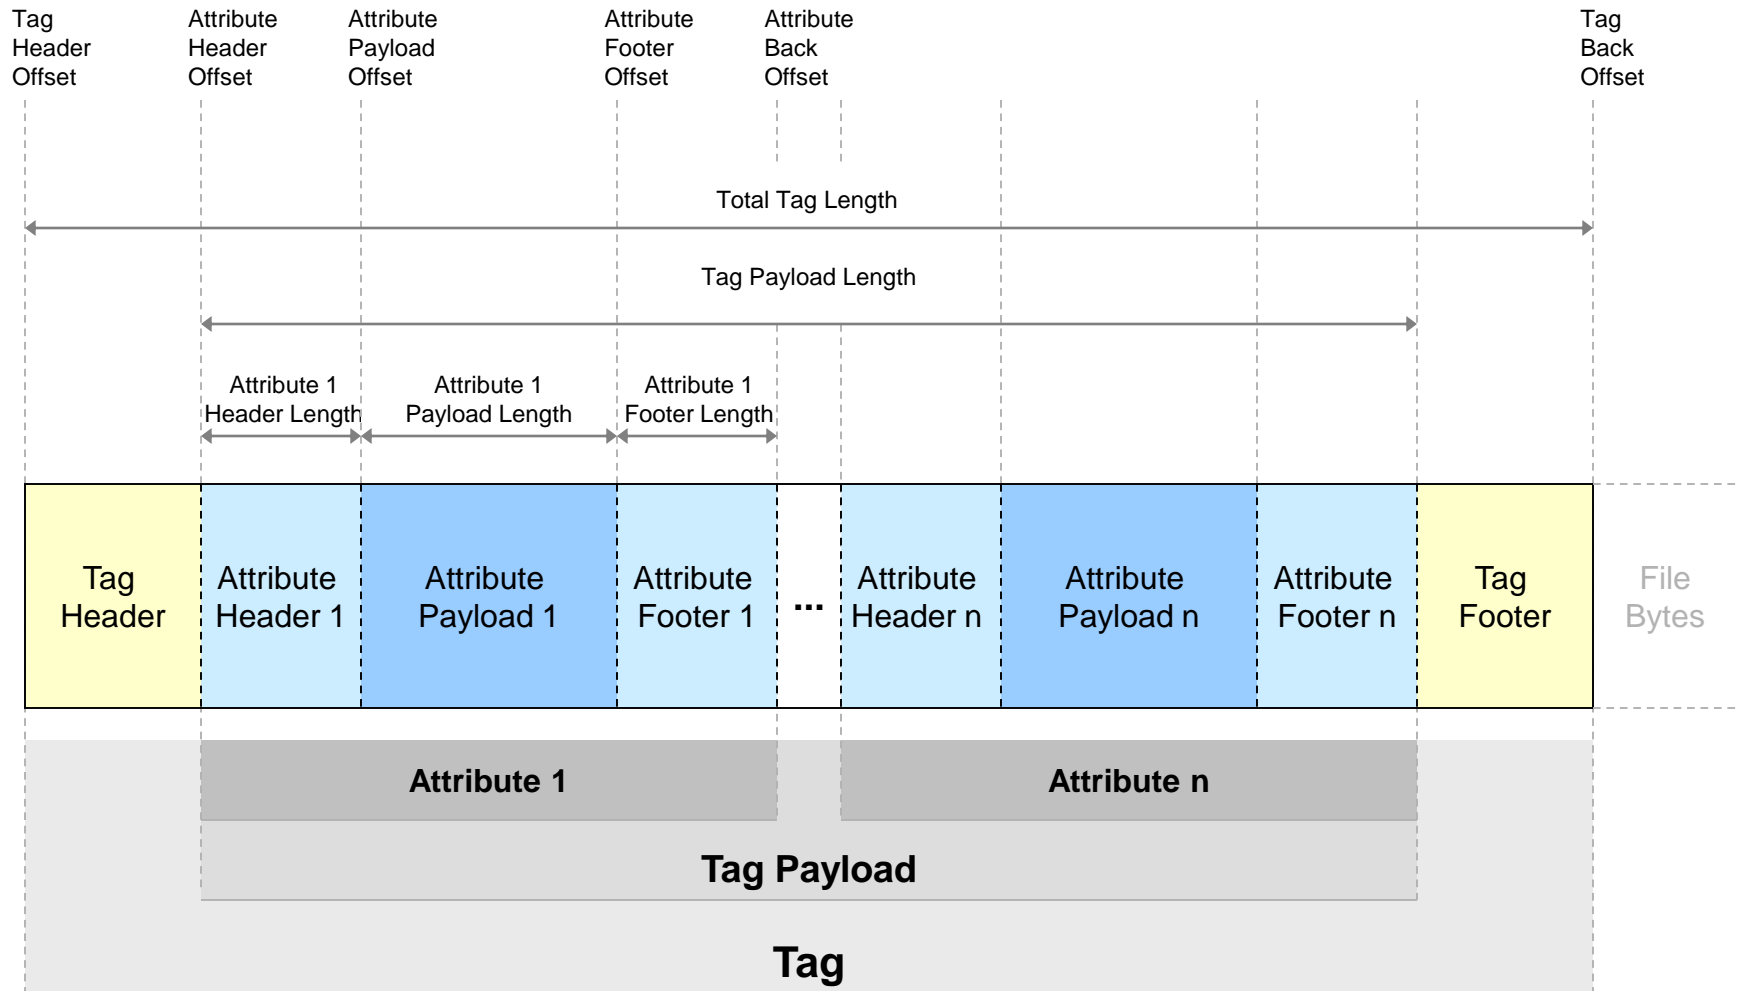 Tag
Header
Offset
Attribute
Header
Offset
Attribute
Payload
Offset
Attribute
Footer
Offset
Attribute
Back
Offset
Tag
Back
Offset
Total Tag Length
Tag Payload Length
Attribute 1
Header Length
Attribute 1
Payload Length
Attribute 1
Footer Length
Tag
Header
Attribute
Header 1
Attribute
Payload 1
Attribute
Footer 1
...
Attribute
Header n
Attribute
Payload n
Attribute
Footer n
Tag
Footer
File
Bytes
Attribute 1
Attribute n
Tag Payload
Tag